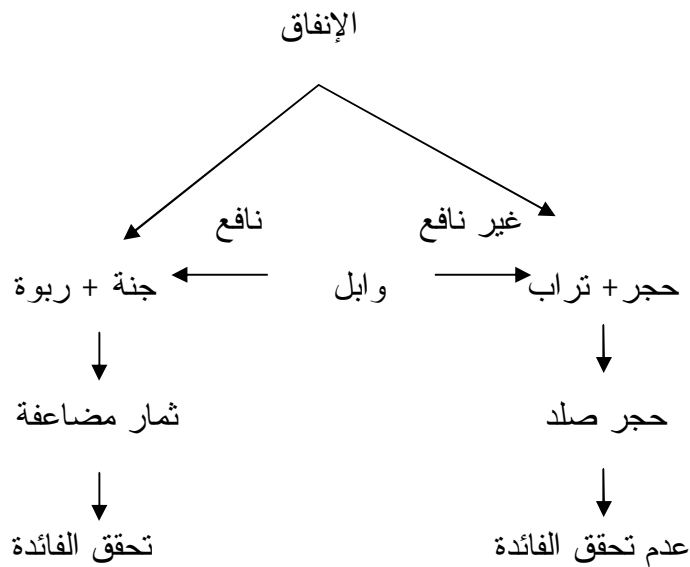 الإنفاق
غير نافع
نافع
حجر+ تراب
وابل
جنة + ربوة
حجر صلد
ثمار مضاعفة
عدم تحقق الفائدة
تحقق الفائدة